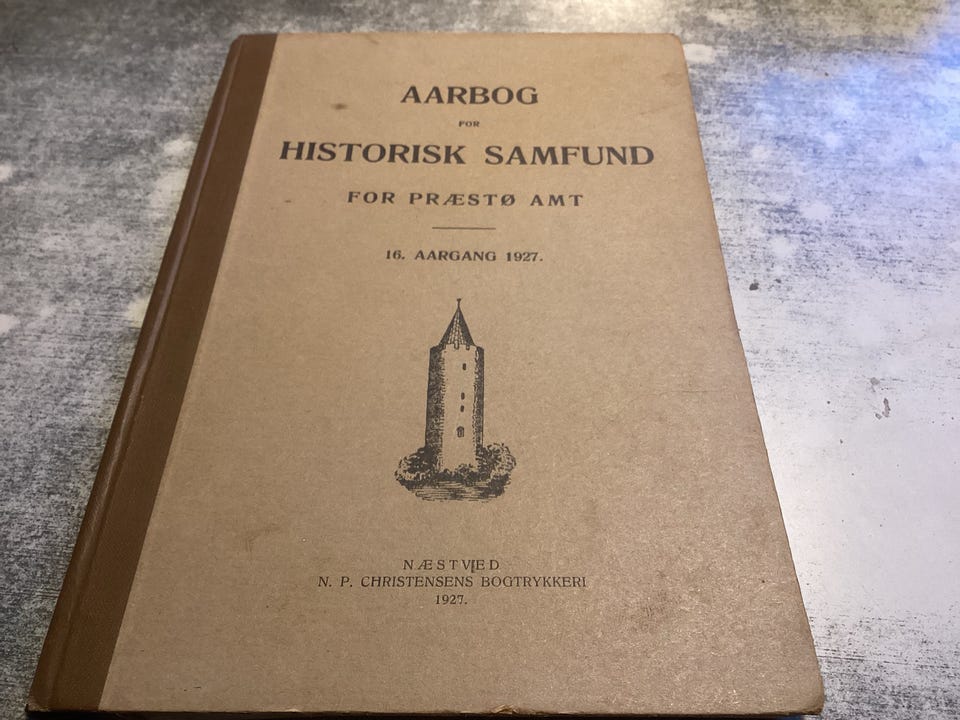 AARBOG
FOR
HISTORISK SAMFUND
FOR PRÆSTØ AMT
16. AARGANG 1927.
NÆSTVED
N. P. CHRISTENSENS BOGTRYKKERI
1927.